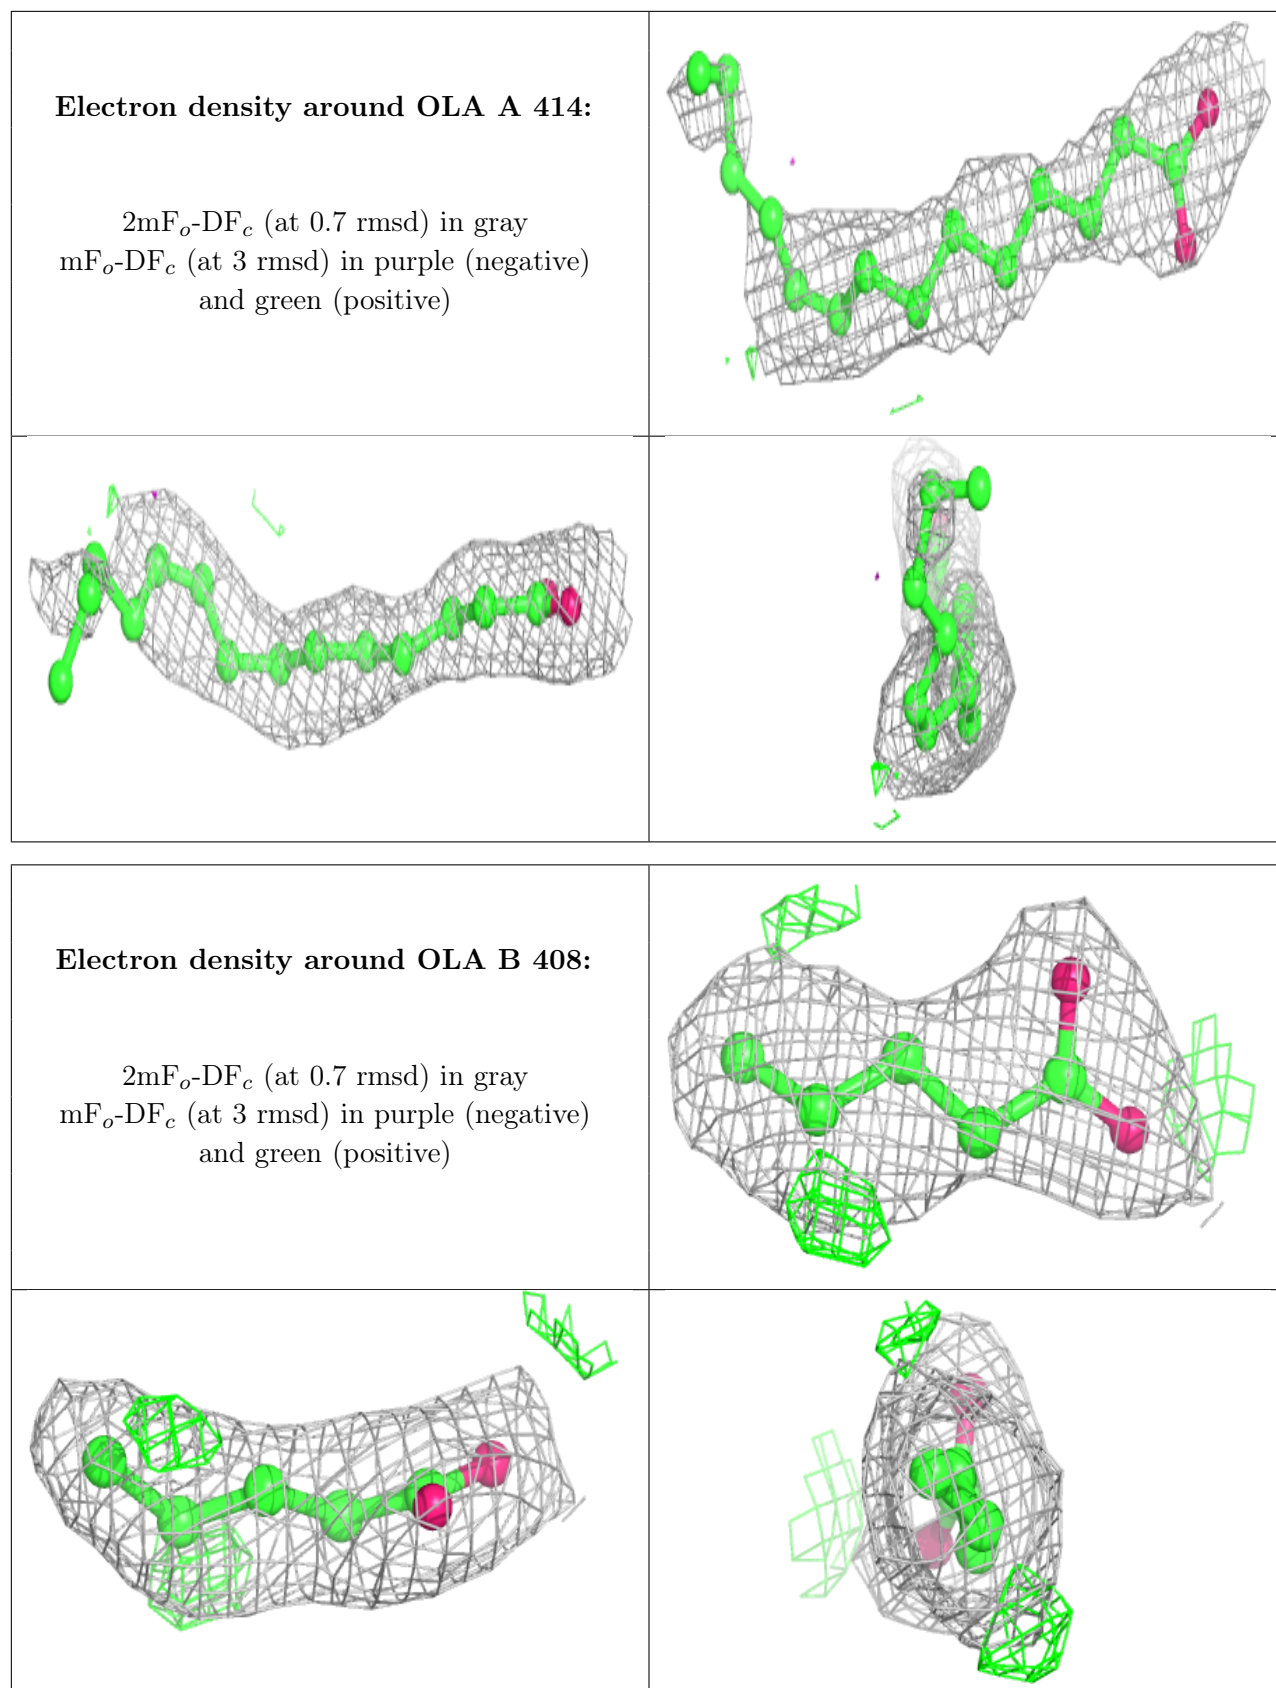 Electron density around OLA A 414:
2mFo-DFc (at 0.7 rmsd) in gray
mFo-DFc (at 3 rmsd) in purple (negative)
and green (positive)
Electron density around OLA B 408:
2mFo-DFc (at 0.7 rmsd) in gray
mFo-DFc (at 3 rmsd) in purple (negative)
and green (positive)